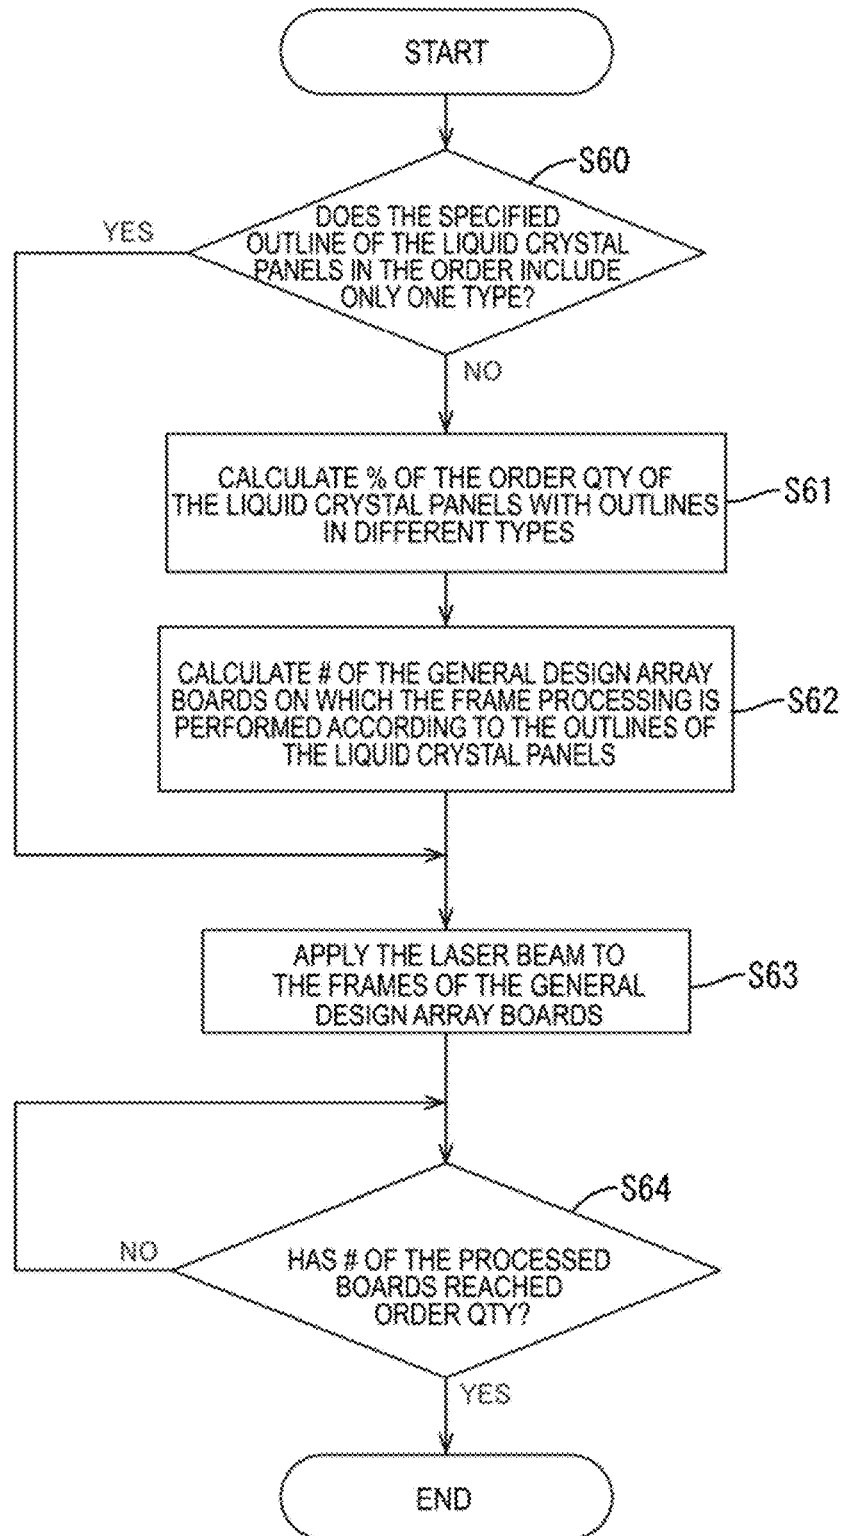 START
S60
YES
DOES THE SPECIFIED
OUTLINE OF THE LIQUID CRYSTAL
PANELS IN THE ORDER INCLUDE
ONLY ONE TYPE?
NO
CALCULATE % OF THE ORDER QTY OF
THE LIQUID CRYSTAL PANELS WITH OUTLINES
IN DIFFERENT TYPES
S61
CALCULATE # OF THE GENERAL DESIGN ARRAY
BOARDS ON WHICH THE FRAME PROCESSING IS
PERFORMED ACCORDING TO THE OUTLINES OF
THE LIQUID CRYSTAL PANELS
S62
APPLY THE LASER BEAM TO
THE FRAMES OF THE GENERAL
DESIGN ARRAY BOARDS
S63
S64
NO
HAS # OF THE PROCESSED
BOARDS REACHED
ORDER QTY?
YES
END